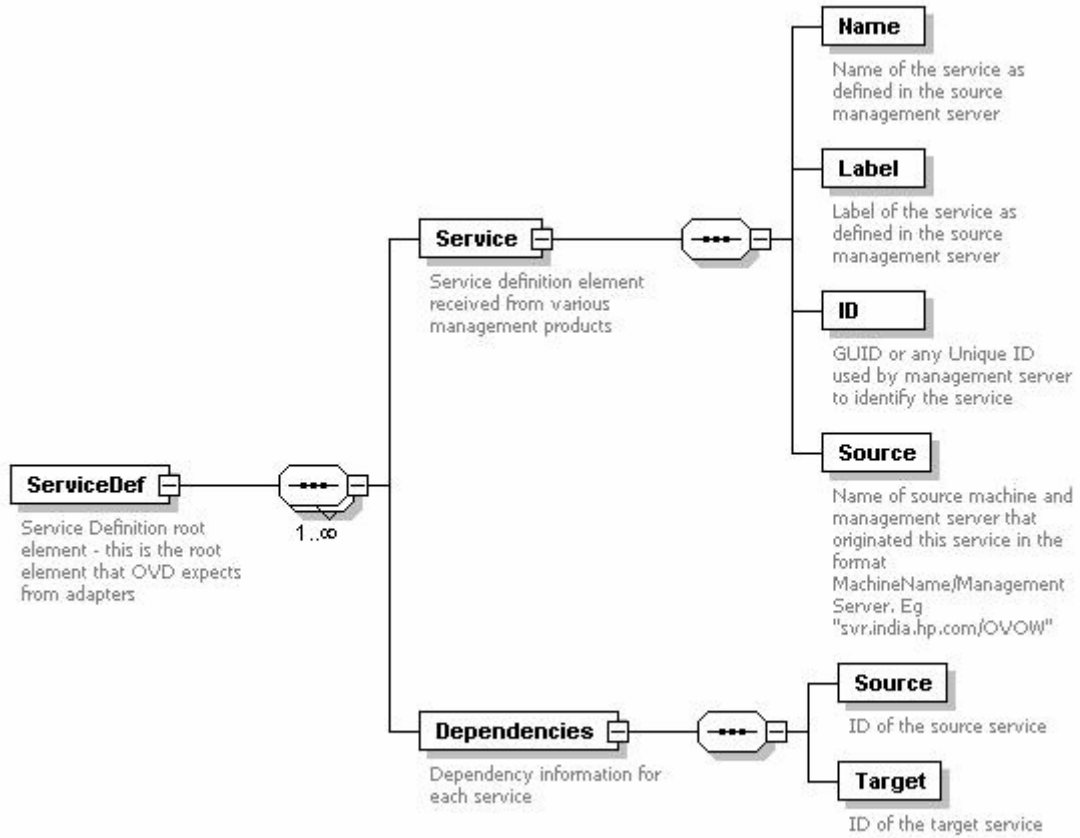 Name
Name of the service as
defined in the source
management server
Label
Label of the service as
defined in the source
management server
Service
Service definition element
received from various
management products
ID
GUID or any Unique ID
used by management server
to identify the service
Source
Name of source machine and
management server that
originated this service in the
format
MachineName/Management
Server. Eg
"svr.india.hp.com/OVOW"
ServiceDef
Service Definition root
element - this is the root
element that OVD expects
from adapters
1..∞
Dependencies
Dependency information for
each service
Source
ID of the source service
Target
ID of the target service